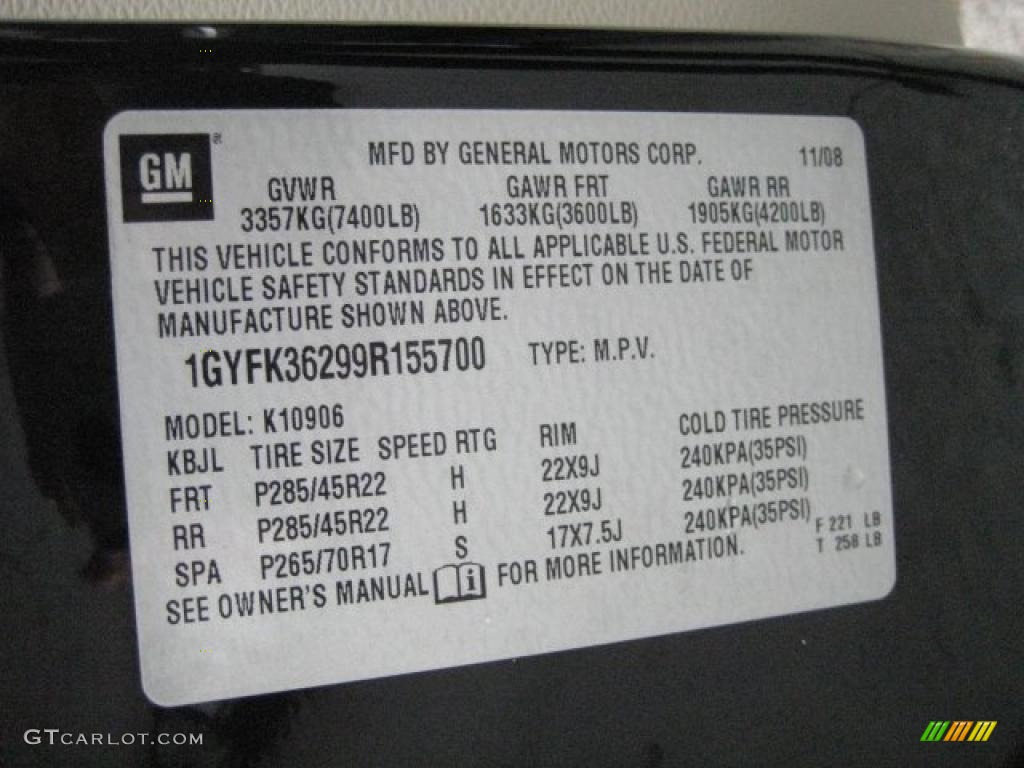 GM
MFD BY GENERAL MOTORS CORP. 11/08
GVWR GAWR FRT GAWR RR
3357KG(7400LB) 1633KG(3600LB) 1905KG(4200LB)
THIS VEHICLE CONFORMS TO ALL APPLICABLE U.S. FEDERAL MOTOR
VEHICLE SAFETY STANDARDS IN EFFECT ON THE DATE OF
MANUFACTURE SHOWN ABOVE.
1GYFK36299R155700 TYPE: M.P.V.
MODEL: K10906
KBJL TIRE SIZE SPEED RTG RIM COLD TIRE PRESSURE
FRT P285/45R22 H 22X9J 240KPA(35PSI)
RR P285/45R22 H 22X9J 240KPA(35PSI)
SPA P265/70R17 S 17X7.5J 240KPA(35PSI)
F 221 LB
T 258 LB
SEE OWNER'S MANUAL i FOR MORE INFORMATION.
GTCARLOT.COM